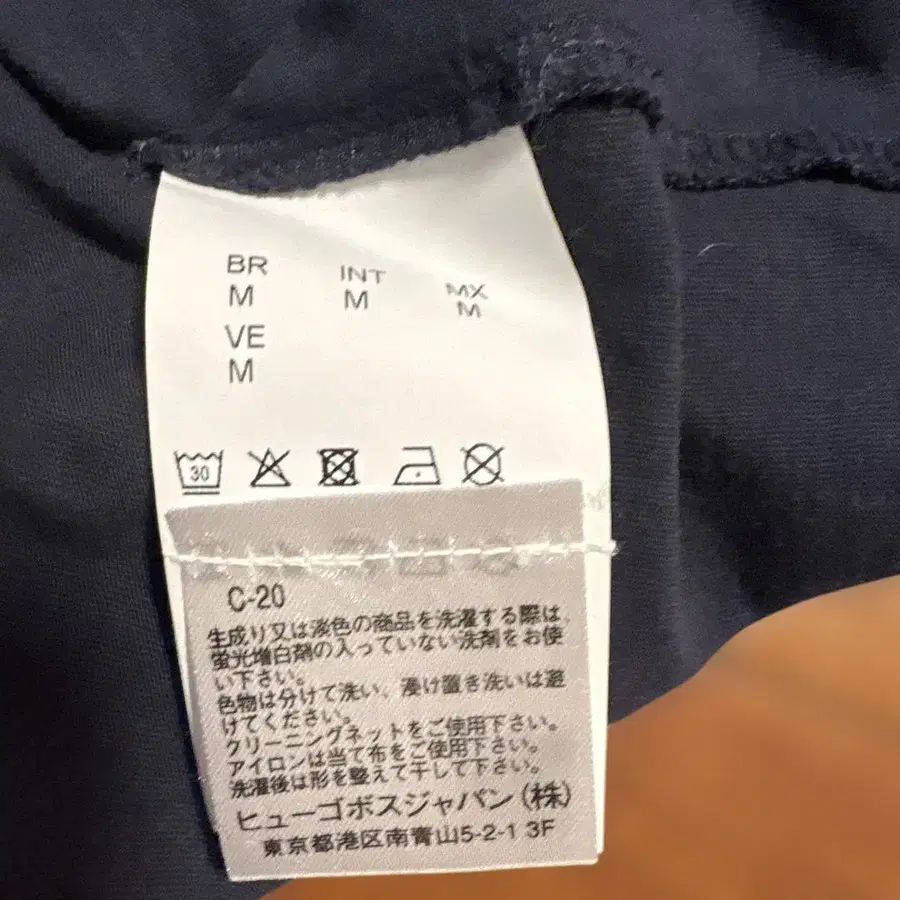 BR INT MX
M M M
VE
M
30
C-20
生成り又は淡色の商品を洗濯する際は、
蛍光増白剤の入っていない洗剤をお使
い下さい。
色物は分けて洗い、浸け置き洗いは避
けてください。
クリーニングネットをご使用下さい。
アイロンは当て布をご使用下さい。
洗濯後は形を整えて干して下さい。
ヒューゴボスジャパン(株)
東京都港区南青山5-2-1 3F